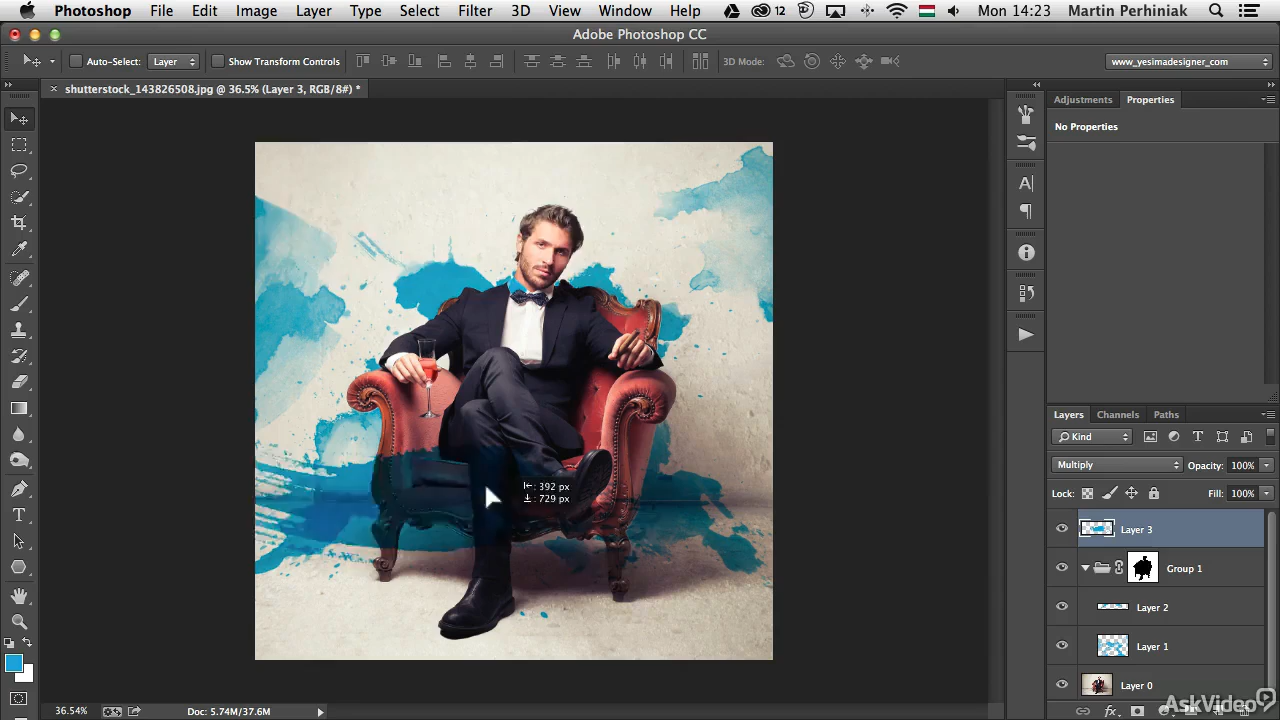 Photoshop File Edit Image Layer Type Select Filter 3D View Window Help 12 Mon 14:23 Martin Perhiniak
Adobe Photoshop CC
Auto-Select: Layer Show Transform Controls 3D Mode: www_yesimadesigner_com
× shutterstock_143826508.jpg @ 36.5% (Layer 3, RGB/8#) *
Adjustments Properties
No Properties
Layers Channels Paths
Kind
Multiply Opacity: 100%
Lock: Fill: 100%
392 px
729 px
Layer 3
Group 1
Layer 2
Layer 1
Layer 0
36.54% Doc: 5.74M/37.6M
AskVideo